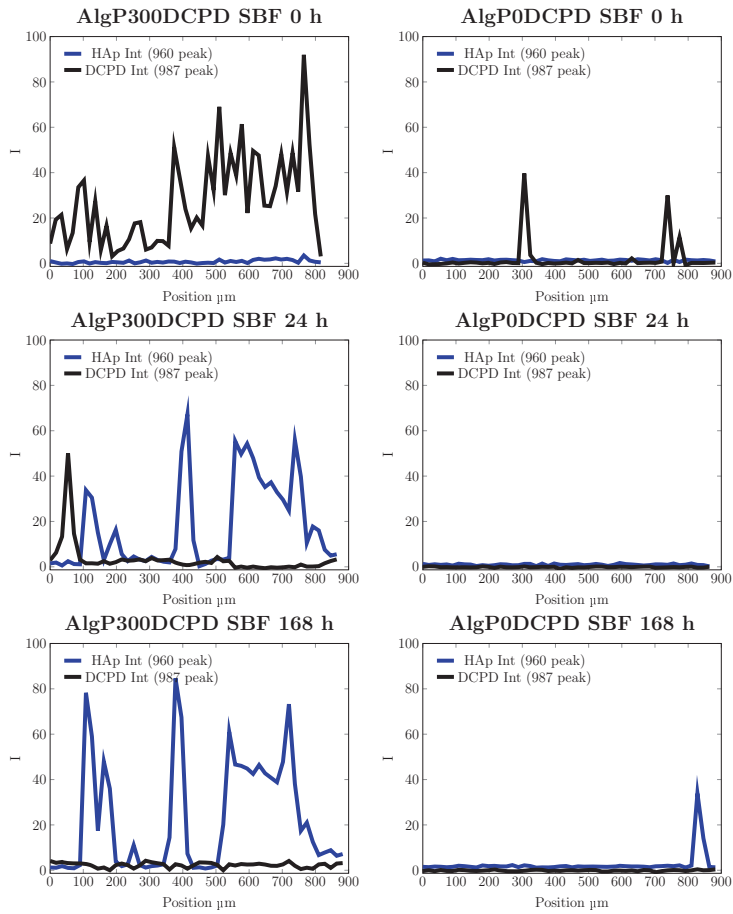 AlgP300DCPD SBF 0 h
HAp Int (960 peak)
DCPD Int (987 peak)
100
80
60
40
20
0
I
0 100 200 300 400 500 600 700 800 900
Position µm
AlgP0DCPD SBF 0 h
HAp Int (960 peak)
DCPD Int (987 peak)
100
80
60
40
20
0
I
0 100 200 300 400 500 600 700 800 900
Position µm
AlgP300DCPD SBF 24 h
HAp Int (960 peak)
DCPD Int (987 peak)
100
80
60
40
20
0
I
0 100 200 300 400 500 600 700 800 900
Position µm
AlgP0DCPD SBF 24 h
HAp Int (960 peak)
DCPD Int (987 peak)
100
80
60
40
20
0
I
0 100 200 300 400 500 600 700 800 900
Position µm
AlgP300DCPD SBF 168 h
HAp Int (960 peak)
DCPD Int (987 peak)
100
80
60
40
20
0
I
0 100 200 300 400 500 600 700 800 900
Position µm
AlgP0DCPD SBF 168 h
HAp Int (960 peak)
DCPD Int (987 peak)
100
80
60
40
20
0
I
0 100 200 300 400 500 600 700 800 900
Position µm